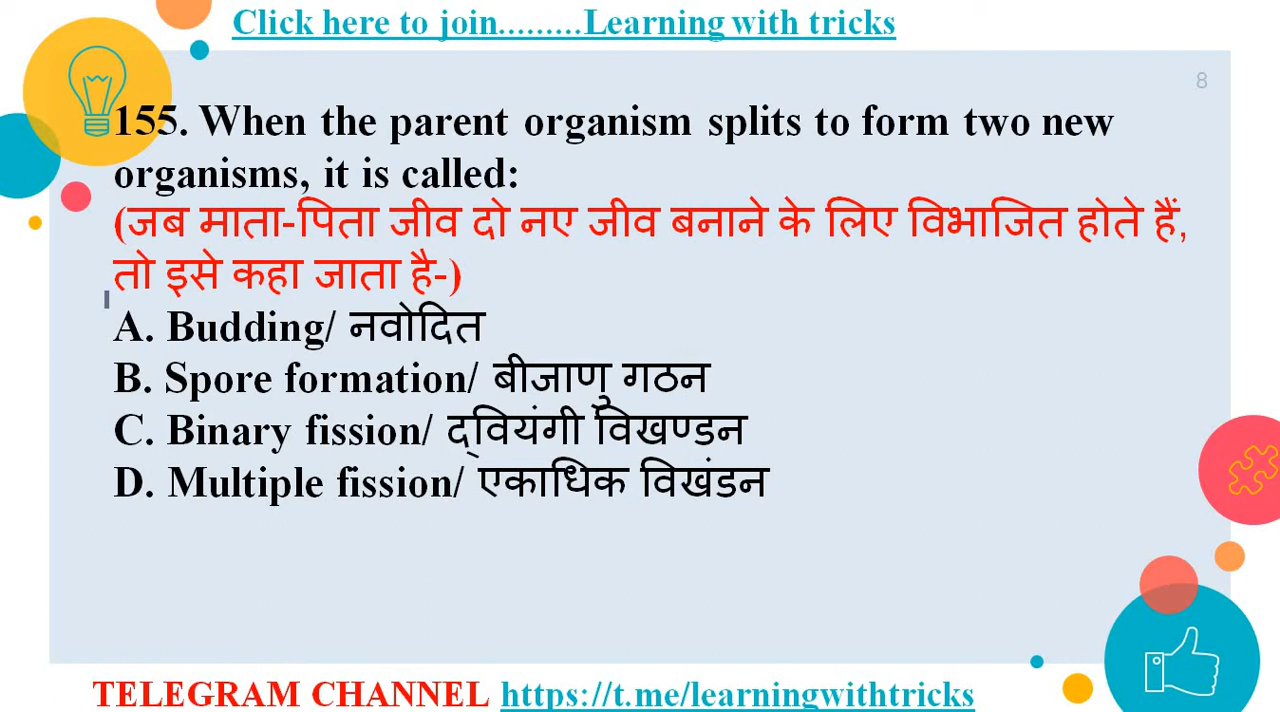 Click here to join.........Learning with tricks
8
155. When the parent organism splits to form two new
organisms, it is called:
(जब माता-पिता जीव दो नए जीव बनाने के लिए विभाजित होते हैं,
तो इसे कहा जाता है-)
A. Budding/ नवोदित
B. Spore formation/ बीजाणु गठन
C. Binary fission/ द्वियंगी विखण्डन
D. Multiple fission/ एकाधिक विखंडन
TELEGRAM CHANNEL https://t.me/learningwithtricks